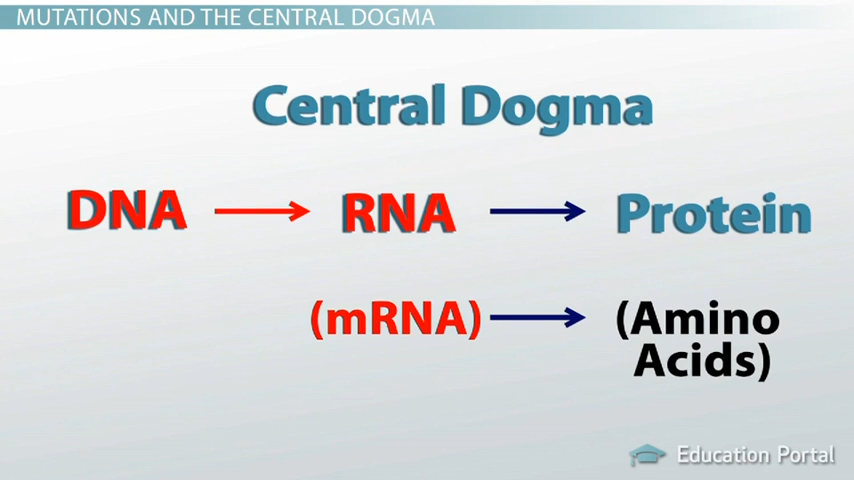 MUTATIONS AND THE CENTRAL DOGMA
Central Dogma
DNA RNA Protein
(mRNA) (Amino
Acids)
Education Portal